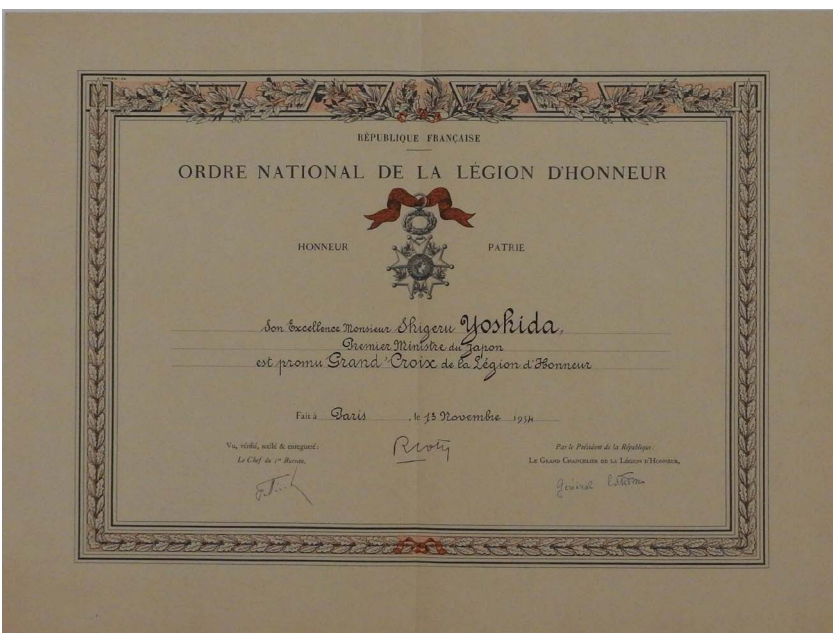 RÉPUBLIQUE FRANÇAISE
ORDRE NATIONAL DE LA LÉGION D'HONNEUR
HONNEUR PATRIE
Son Excellence Monsieur Shigeru Yoshida,
Premier Ministre du Japon
est promu Grand'Croix de la Légion d'Honneur
Fait à Paris, le 13 Novembre 1954
Vu, vérifié, scellé & enregistré: Par le Président de la République:
Le Chef du 1er Bureau, LE GRAND CHANCELIER DE LA LÉGION D'HONNEUR,
Général